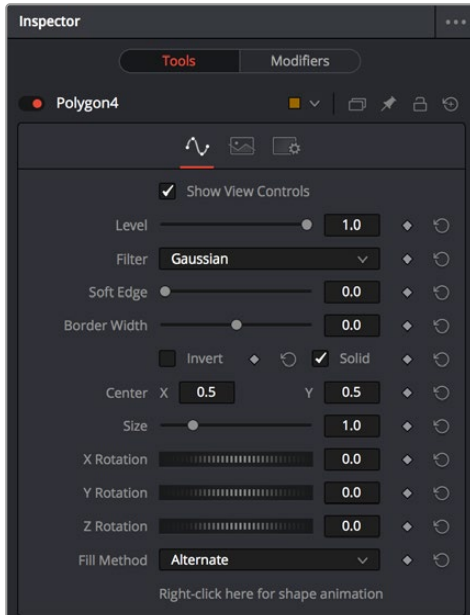 Inspector
Tools Modifiers
Polygon4
Show View Controls
Level 1.0
Filter Gaussian
Soft Edge 0.0
Border Width 0.0
Invert Solid
Center X 0.5 Y 0.5
Size 1.0
X Rotation 0.0
Y Rotation 0.0
Z Rotation 0.0
Fill Method Alternate
Right-click here for shape animation